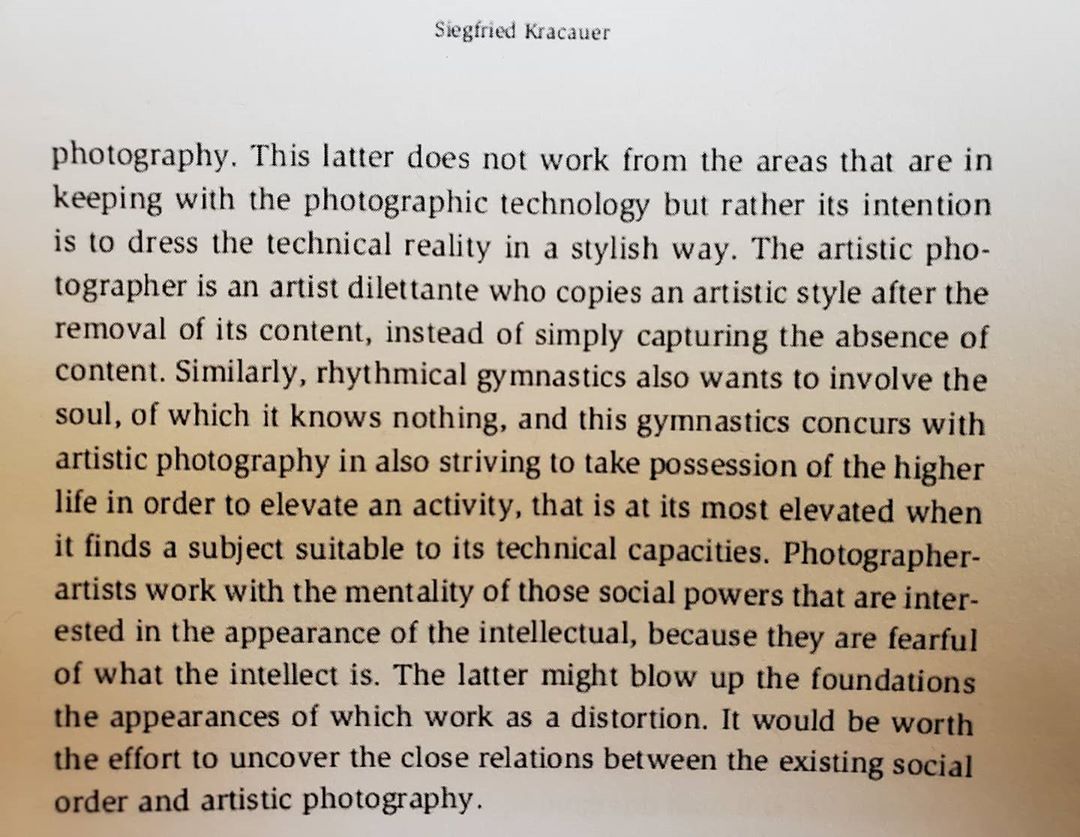 Siegfried Kracauer
photography. This latter does not work from the areas that are in
keeping with the photographic technology but rather its intention
is to dress the technical reality in a stylish way. The artistic pho-
tographer is an artist dilettante who copies an artistic style after the
removal of its content, instead of simply capturing the absence of
content. Similarly, rhythmical gymnastics also wants to involve the
soul, of which it knows nothing, and this gymnastics concurs with
artistic photography in also striving to take possession of the higher
life in order to elevate an activity, that is at its most elevated when
it finds a subject suitable to its technical capacities. Photographer-
artists work with the mentality of those social powers that are inter-
ested in the appearance of the intellectual, because they are fearful
of what the intellect is. The latter might blow up the foundations
the appearances of which work as a distortion. It would be worth
the effort to uncover the close relations between the existing social
order and artistic photography.